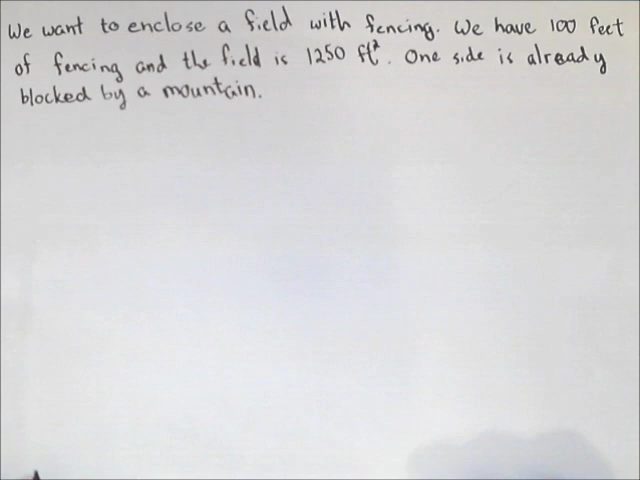 We want to enclose a field with fencing. We have 100 feet
of fencing and the field is 1250 ft². One side is already
blocked by a mountain.